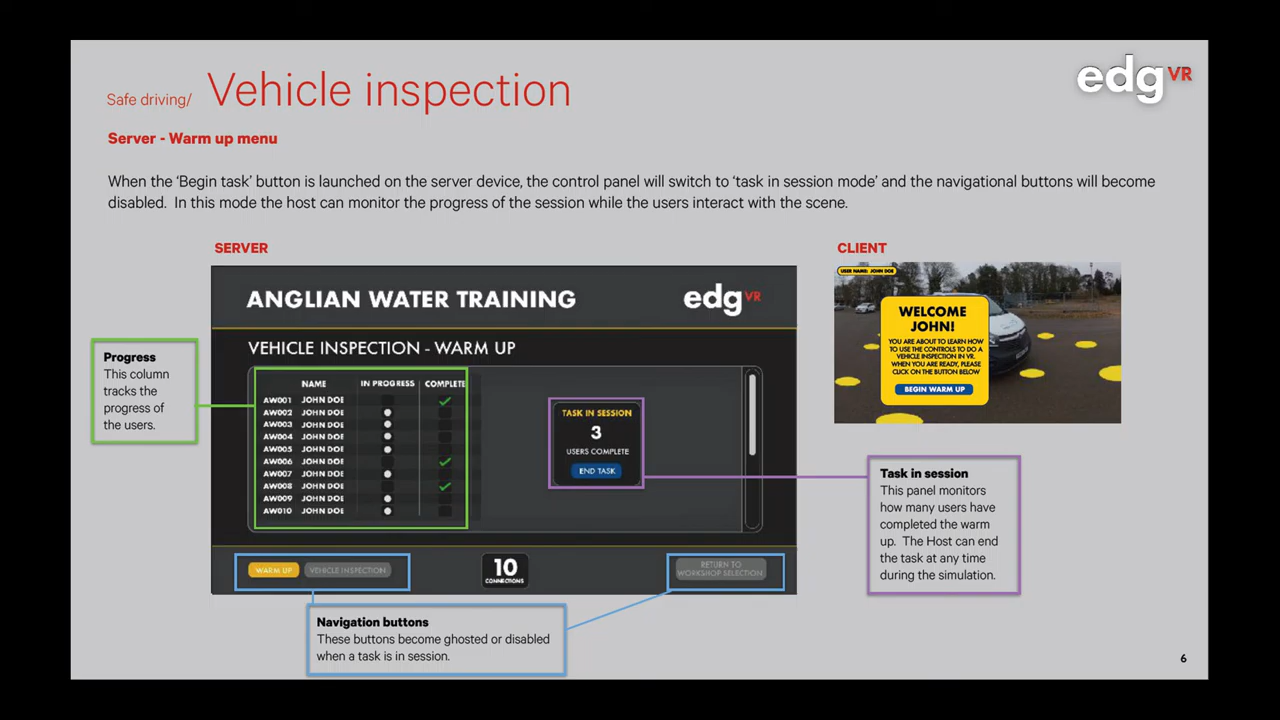 Safe driving/ Vehicle inspection
edgVR
Server - Warm up menu
When the 'Begin task' button is launched on the server device, the control panel will switch to 'task in session mode' and the navigational buttons will become
disabled.  In this mode the host can monitor the progress of the session while the users interact with the scene.
SERVER
ANGLIAN WATER TRAINING
edgVR
VEHICLE INSPECTION - WARM UP
NAME IN PROGRESS COMPLETE
AW001 JOHN DOE
AW002 JOHN DOE
AW003 JOHN DOE
AW004 JOHN DOE
AW005 JOHN DOE
AW006 JOHN DOE
AW007 JOHN DOE
AW008 JOHN DOE
AW009 JOHN DOE
AW010 JOHN DOE
TASK IN SESSION
3
USERS COMPLETE
END TASK
WARM UP
VEHICLE INSPECTION
10
CONNECTIONS
RETURN TO
WORKSHOP SELECTION
Progress
This column
tracks the
progress of
the users.
Navigation buttons
These buttons become ghosted or disabled
when a task is in session.
CLIENT
USER NAME: JOHN DOE
WELCOME
JOHN!
YOU ARE ABOUT TO LEARN HOW
TO USE THE CONTROLS TO DO A
VEHICLE INSPECTION IN VR.
WHEN YOU ARE READY, PLEASE
CLICK ON THE BUTTON BELOW
BEGIN WARM UP
Task in session
This panel monitors
how many users have
completed the warm
up.  The Host can end
the task at any time
during the simulation.
6